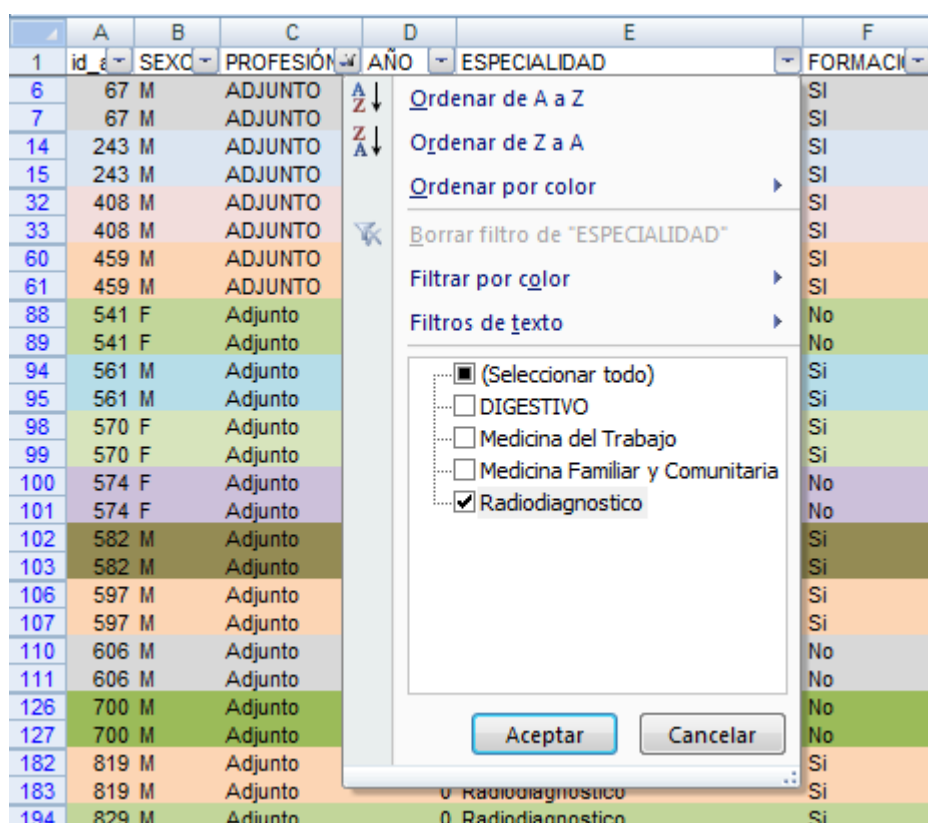 A B C D E F
1 id_a SEXO PROFESIÓN AÑO ESPECIALIDAD FORMACI
6 67 M ADJUNTO SI
7 67 M ADJUNTO SI
14 243 M ADJUNTO SI
15 243 M ADJUNTO SI
32 408 M ADJUNTO SI
33 408 M ADJUNTO SI
60 459 M ADJUNTO SI
61 459 M ADJUNTO SI
88 541 F Adjunto No
89 541 F Adjunto No
94 561 M Adjunto Si
95 561 M Adjunto Si
98 570 F Adjunto Si
99 570 F Adjunto Si
100 574 F Adjunto No
101 574 F Adjunto No
102 582 M Adjunto Si
103 582 M Adjunto Si
106 597 M Adjunto Si
107 597 M Adjunto Si
110 606 M Adjunto No
111 606 M Adjunto No
126 700 M Adjunto No
127 700 M Adjunto No
182 819 M Adjunto Si
183 819 M Adjunto 0 Radiodiagnostico Si
194 829 M Adjunto 0 Radiodiagnostico Si
Ordenar de A a Z
Ordenar de Z a A
Ordenar por color
Borrar filtro de "ESPECIALIDAD"
Filtrar por color
Filtros de texto
(Seleccionar todo)
DIGESTIVO
Medicina del Trabajo
Medicina Familiar y Comunitaria
Radiodiagnostico
Aceptar Cancelar